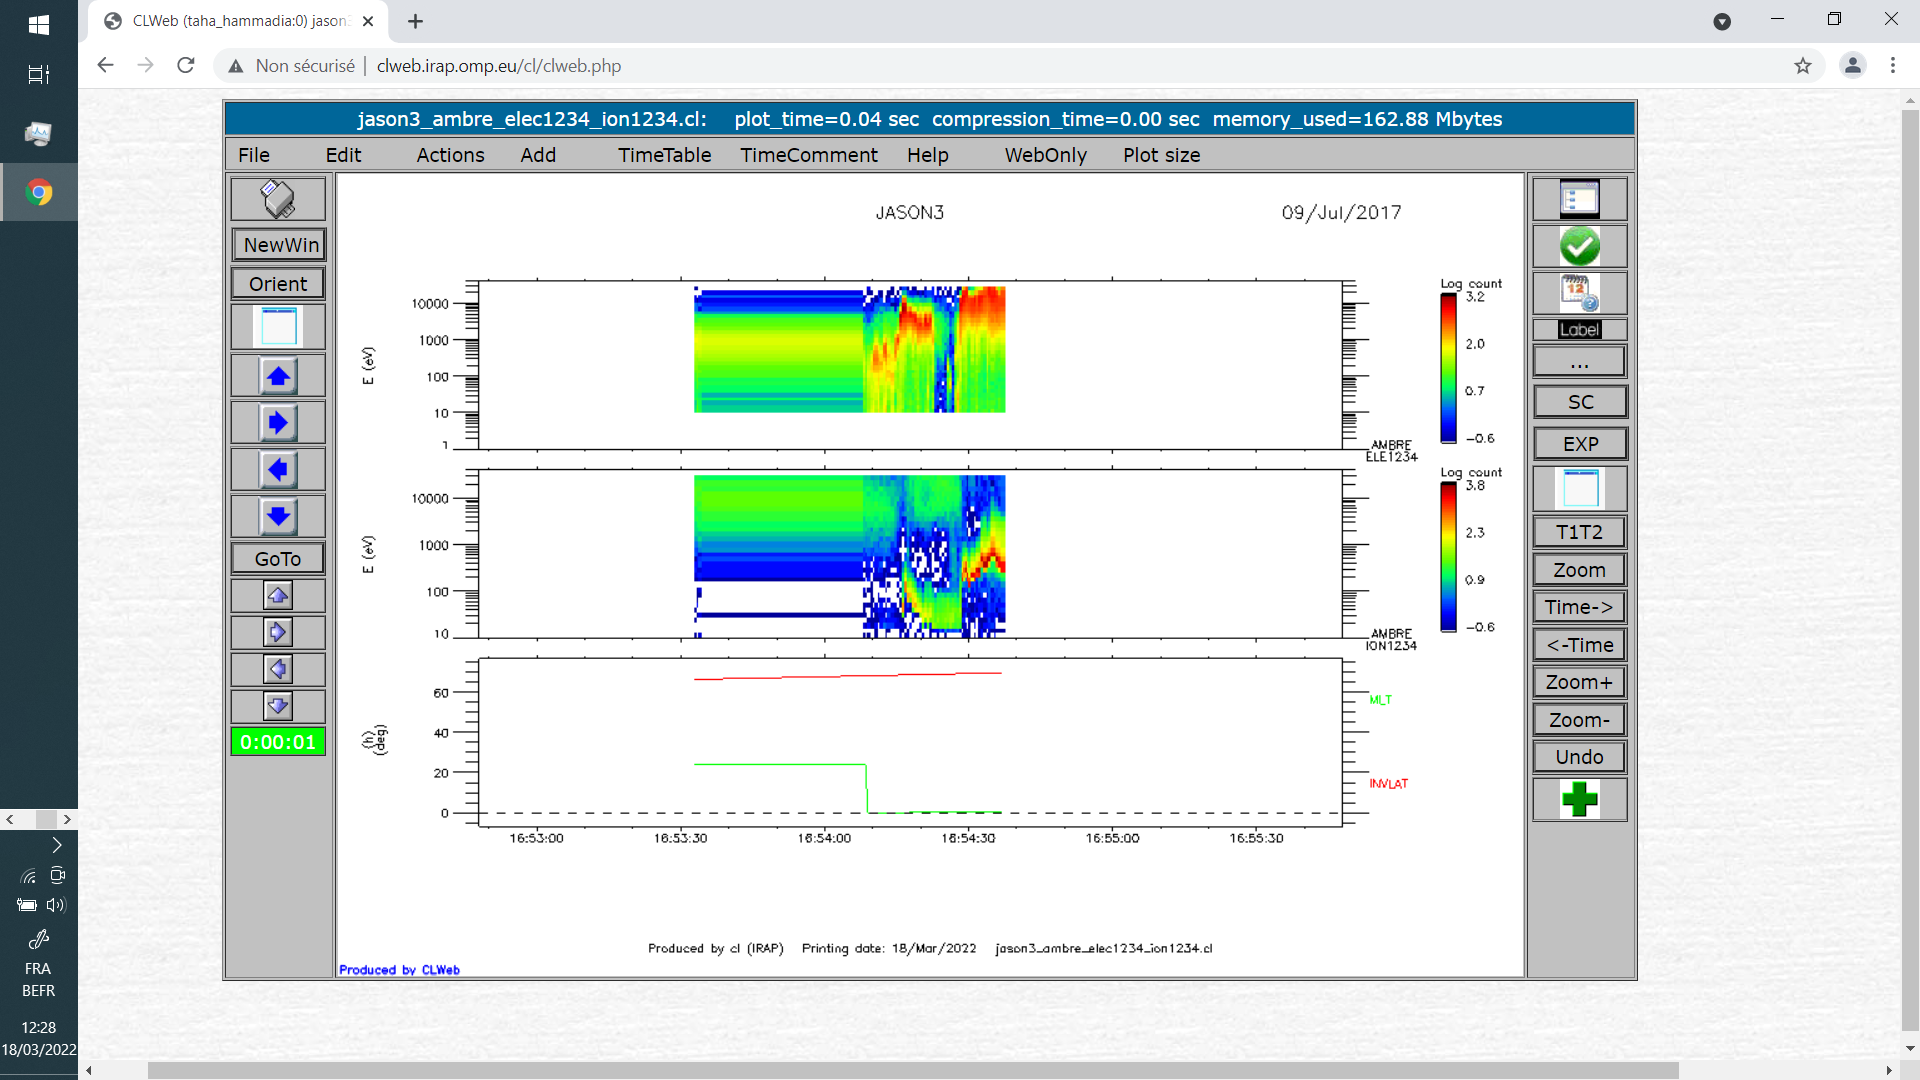 CLWeb (taha_hammadia:0) jason3
Non sécurisé | clweb.irap.omp.eu/cl/clweb.php
jason3_ambre_elec1234_ion1234.cl: plot_time=0.04 sec compression_time=0.00 sec memory_used=162.88 Mbytes
File Edit Actions Add TimeTable TimeComment Help WebOnly Plot size
NewWin
Orient
GoTo
0:00:01
JASON3
09/Jul/2017
E (eV)
10000
1000
100
10
1
Log count
3.2
2.0
0.7
-0.6
AMBRE
ELE1234
E (eV)
10000
1000
100
10
Log count
3.8
2.3
0.9
-0.6
AMBRE
ION1234
(h)
(deg)
60
40
20
0
MLT
INVLAT
16:53:00 16:53:30 16:54:00 16:54:30 16:55:00 16:55:30
Produced by cl (IRAP) Printing date: 18/Mar/2022 jason3_ambre_elec1234_ion1234.cl
Produced by CLWeb
12
Label
...
SC
EXP
T1T2
Zoom
Time->
<-Time
Zoom+
Zoom-
Undo
FRA
BEFR
12:28
18/03/2022